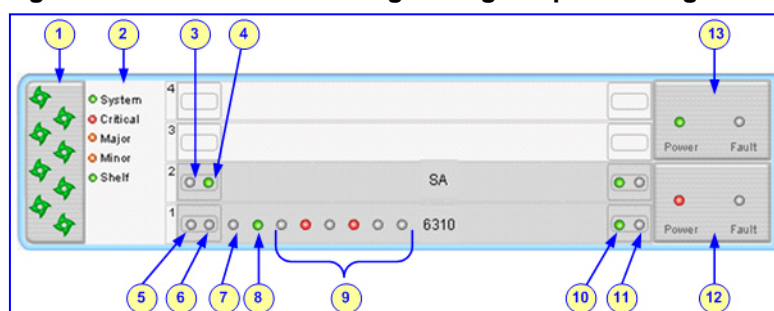 1
2
3
4
13
System
Critical
Major
Minor
Shelf
4
3
2
1
SA
6310
Power
Fault
Power
Fault
5
6
7
8
9
10
11
12